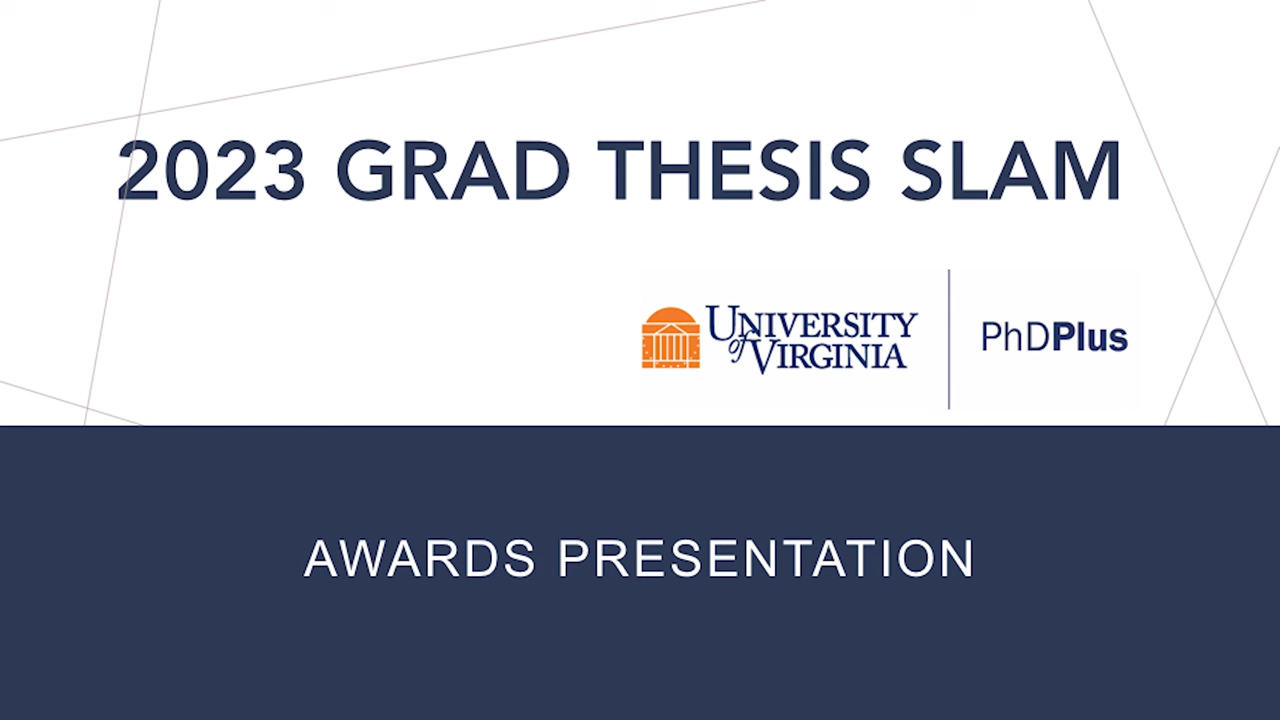 2023 GRAD THESIS SLAM
UNIVERSITY
of VIRGINIA
PhDPlus
AWARDS PRESENTATION